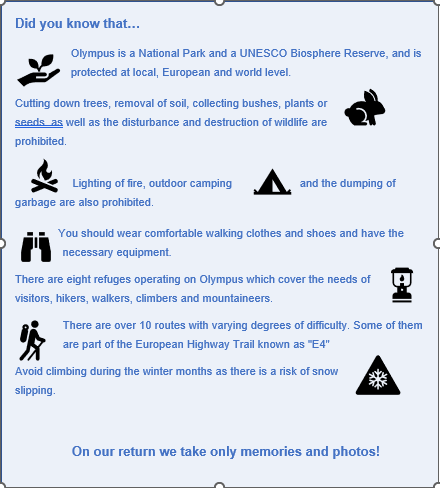 Did you know that…
Olympus is a National Park and a UNESCO Biosphere Reserve, and is
protected at local, European and world level.
Cutting down trees, removal of soil, collecting bushes, plants or
seeds as well as the disturbance and destruction of wildlife are
prohibited.
Lighting of fire, outdoor camping and the dumping of
garbage are also prohibited.
You should wear comfortable walking clothes and shoes and have the
necessary equipment.
There are eight refuges operating on Olympus which cover the needs of
visitors, hikers, walkers, climbers and mountaineers.
There are over 10 routes with varying degrees of difficulty. Some of them
are part of the European Highway Trail known as "E4"
Avoid climbing during the winter months as there is a risk of snow
slipping.
On our return we take only memories and photos!